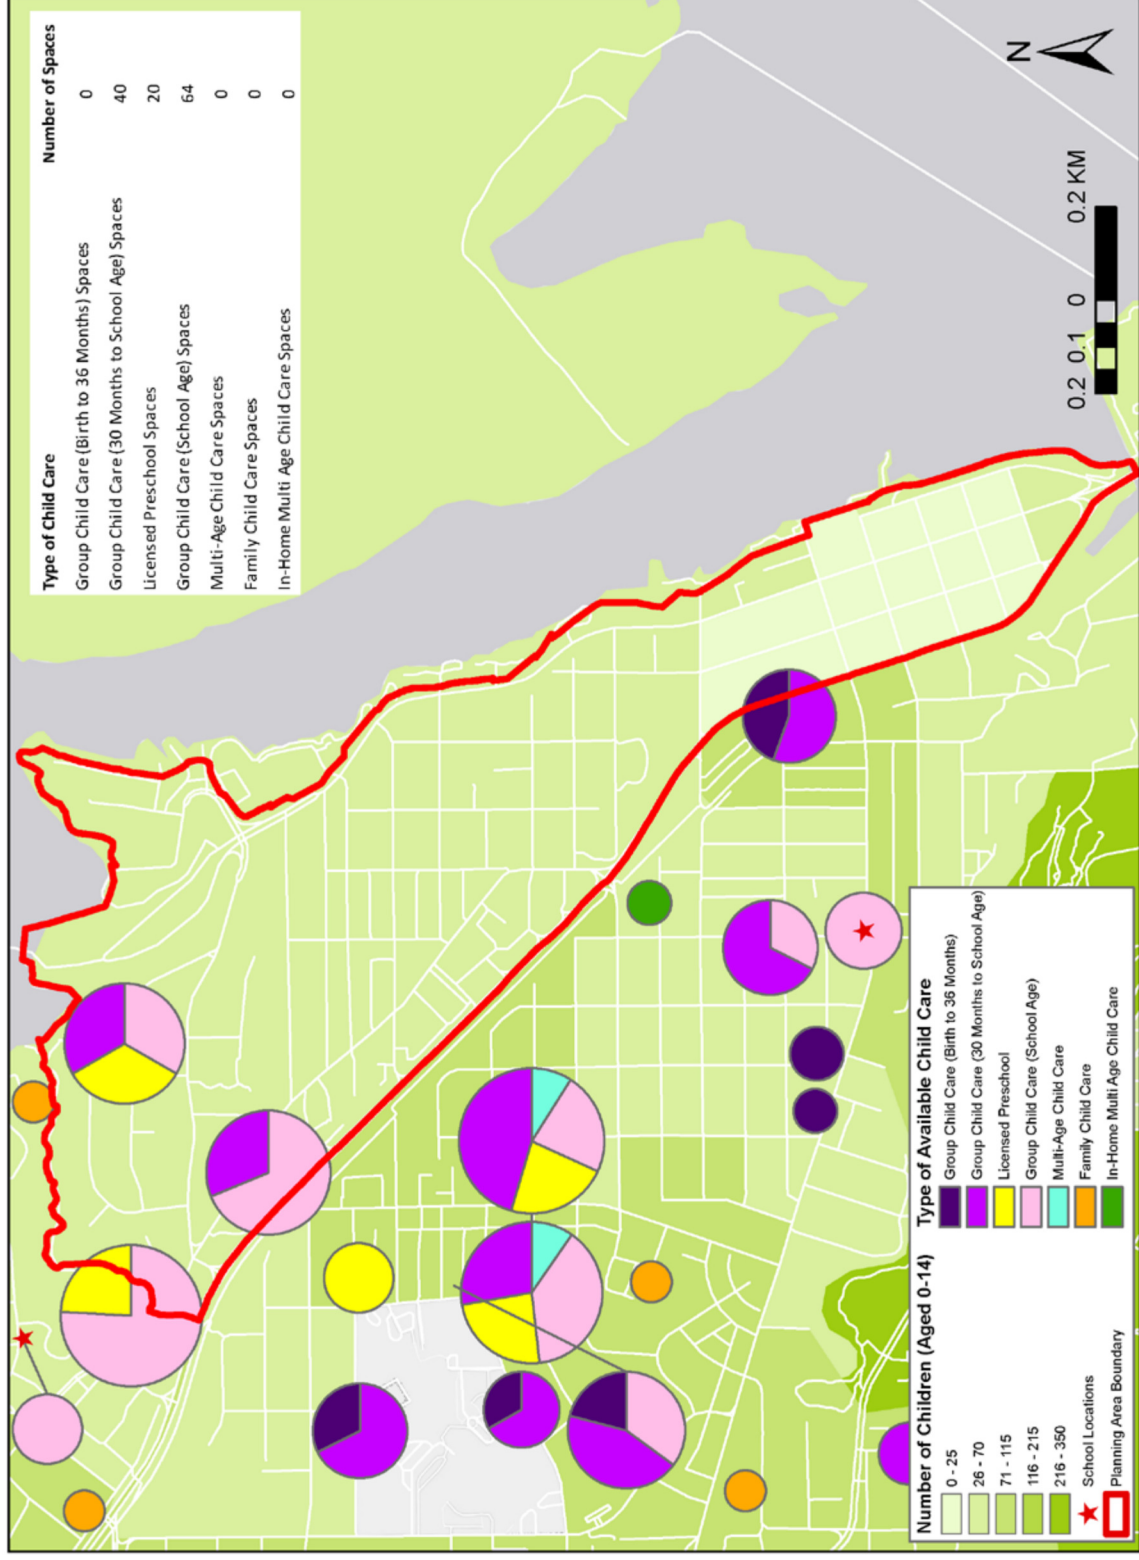 Type of Child Care Number of Spaces
Group Child Care (Birth to 36 Months) Spaces 0
Group Child Care (30 Months to School Age) Spaces 40
Licensed Preschool Spaces 20
Group Child Care (School Age) Spaces 64
Multi-Age Child Care Spaces 0
Family Child Care Spaces 0
In-Home Multi Age Child Care Spaces 0
N
0.2 0.1 0 0.2 KM
Number of Children (Aged 0-14)
0 - 25
26 - 70
71 - 115
116 - 215
216 - 350
School Locations
Planning Area Boundary
Type of Available Child Care
Group Child Care (Birth to 36 Months)
Group Child Care (30 Months to School Age)
Licensed Preschool
Group Child Care (School Age)
Multi-Age Child Care
Family Child Care
In-Home Multi Age Child Care